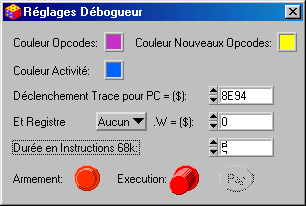 Réglages Débogueur
Couleur Opcodes: Couleur Nouveaux Opcodes:
Couleur Activité:
Déclenchement Trace pour PC = ($): 8E94
Et Registre Aucun .W = ($): 0
Durée en Instructions 68k:
Armement: Execution: